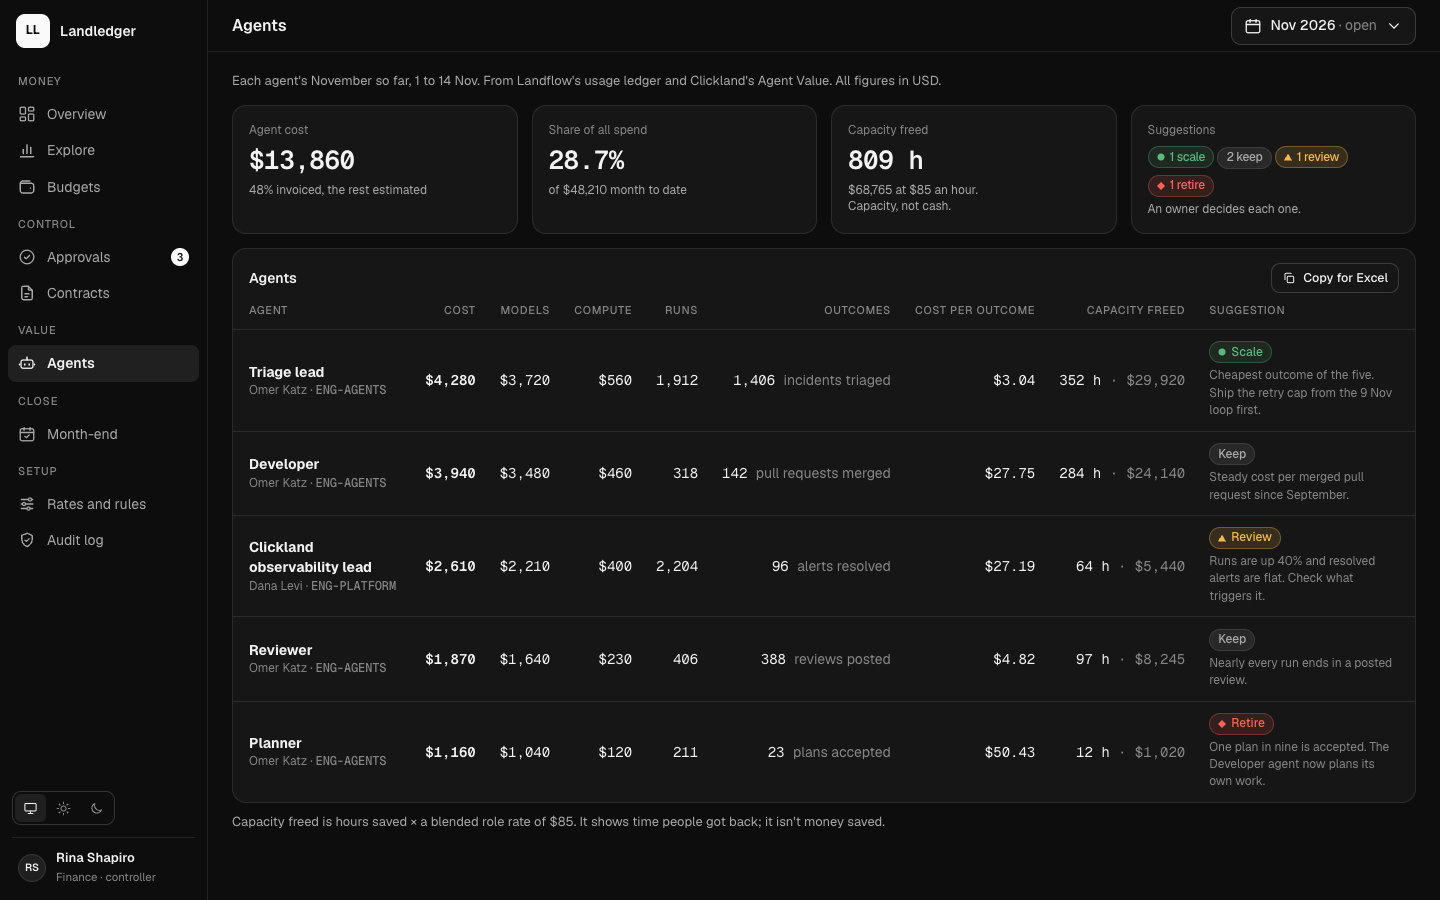 LL Landledger
MONEY
Overview
Explore
Budgets
CONTROL
Approvals 3
Contracts
VALUE
Agents
CLOSE
Month-end
SETUP
Rates and rules
Audit log
RS
Rina Shapiro
Finance · controller
Agents
Nov 2026 · open
Each agent's November so far, 1 to 14 Nov. From Landflow's usage ledger and Clickland's Agent Value. All figures in USD.
Agent cost
$13,860
48% invoiced, the rest estimated
Share of all spend
28.7%
of $48,210 month to date
Capacity freed
809 h
$68,765 at $85 an hour.
Capacity, not cash.
Suggestions
1 scale 2 keep 1 review
1 retire
An owner decides each one.
Agents
Copy for Excel
AGENT COST MODELS COMPUTE RUNS OUTCOMES COST PER OUTCOME CAPACITY FREED SUGGESTION
Triage lead
Omer Katz · ENG-AGENTS
$4,280 $3,720 $560 1,912 1,406 incidents triaged $3.04 352 h · $29,920
Scale
Cheapest outcome of the five.
Ship the retry cap from the 9 Nov
loop first.
Developer
Omer Katz · ENG-AGENTS
$3,940 $3,480 $460 318 142 pull requests merged $27.75 284 h · $24,140
Keep
Steady cost per merged pull
request since September.
Clickland
observability lead
Dana Levi · ENG-PLATFORM
$2,610 $2,210 $400 2,204 96 alerts resolved $27.19 64 h · $5,440
Review
Runs are up 40% and resolved
alerts are flat. Check what
triggers it.
Reviewer
Omer Katz · ENG-AGENTS
$1,870 $1,640 $230 406 388 reviews posted $4.82 97 h · $8,245
Keep
Nearly every run ends in a posted
review.
Planner
Omer Katz · ENG-AGENTS
$1,160 $1,040 $120 211 23 plans accepted $50.43 12 h · $1,020
Retire
One plan in nine is accepted. The
Developer agent now plans its
own work.
Capacity freed is hours saved × a blended role rate of $85. It shows time people got back; it isn't money saved.